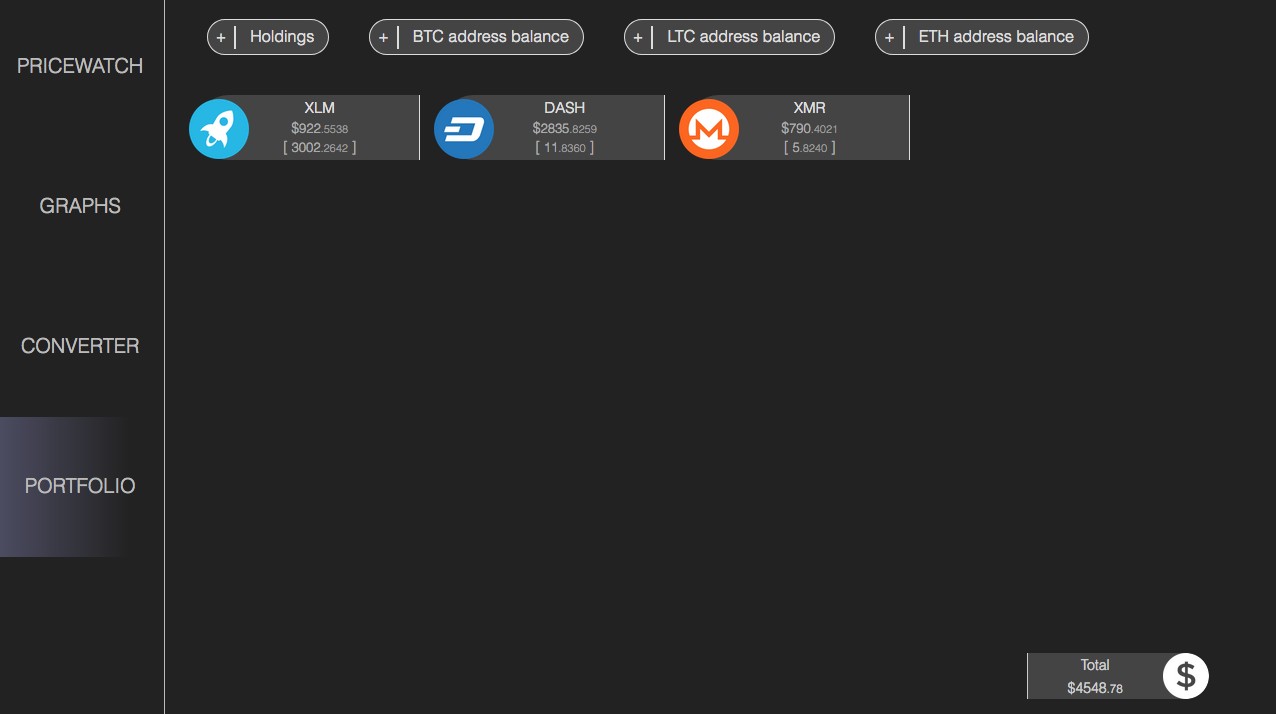 PRICEWATCH
GRAPHS
CONVERTER
PORTFOLIO
+ | Holdings
+ | BTC address balance
+ | LTC address balance
+ | ETH address balance
XLM
$922.5538
[ 3002.2642 ]
DASH
$2835.8259
[ 11.8360 ]
XMR
$790.4021
[ 5.8240 ]
Total
$4548.78
$